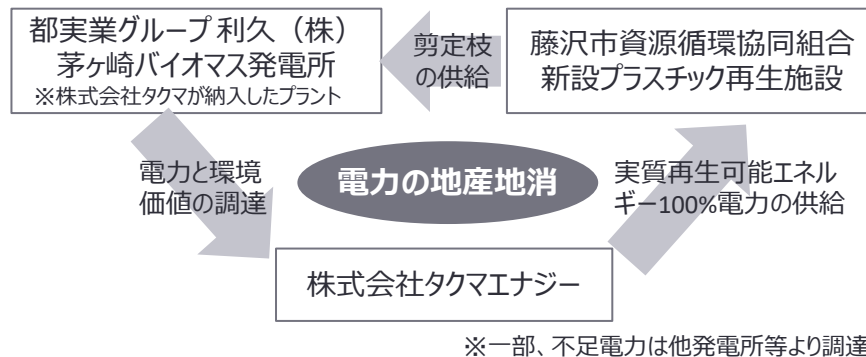 都実業グループ 利久（株）
茅ヶ崎バイオマス発電所
※株式会社タクマが納入したプラント
剪定枝
の供給
藤沢市資源循環協同組合
新設プラスチック再生施設
電力と環境
価値の調達
電力の地産地消
実質再生可能エネル
ギー100%電力の供給
株式会社タクマエナジー
※一部、不足電力は他発電所等より調達